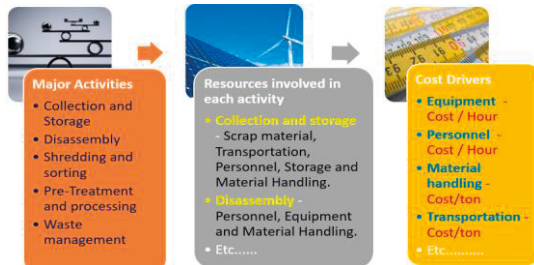 Major Activities
• Collection and
Storage
• Disassembly
• Shredding and
sorting
• Pre-Treatment
and processing
• Waste
management
Resources involved in
each activity
• Collection and storage
- Scrap material,
Transportation,
Personnel, Storage and
Material Handling.
• Disassembly -
Personnel, Equipment
and Material Handling.
• Etc......
Cost Drivers
• Equipment -
Cost / Hour
• Personnel -
Cost / Hour
• Material
handling -
Cost/ton
• Transportation -
Cost/ton
• Etc..........